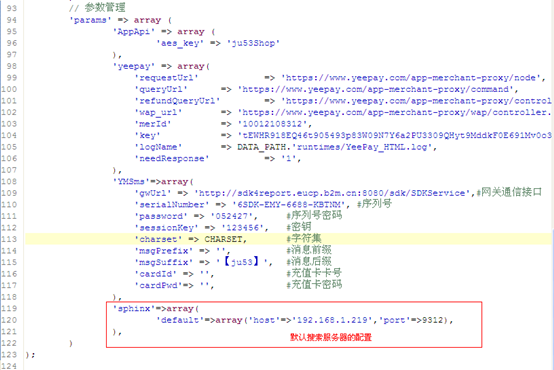 93 // 参数管理
94 'params' => array (
95 'AppApi' => array (
96 'aes_key' => 'ju53Shop'
97 ),
98 'yeepay' => array(
99 'requestUrl' => 'https://www.yeepay.com/app-merchant-proxy/node',
100 'queryUrl' => 'https://www.yeepay.com/app-merchant-proxy/command',
101 'refundQueryUrl' => 'https://www.yeepay.com/app-merchant-proxy/control
102 'wap_url' => 'https://www.yeepay.com/app-merchant-proxy/wap/controller.
103 'merId' => '10012108312',
104 'key' => 'tEWHR918EQ46t905493p83W09N7Y6a2PU3309QHyt9MddkF0E691Mv0o3
105 'logName' => DATA_PATH.'runtimes/YeePay_HTML.log',
106 'needResponse' => '1',
107 ),
108 'YMSms'=>array(
109 'gwUrl' => 'http://sdk4report.eucp.b2m.cn:8080/sdk/SDKService',#网关通信接口
110 'serialNumber' => '6SDK-EMY-6688-KBTNM', #序列号
111 'password' => '052427', #序列号密码
112 'sessionKey' => '123456', #密钥
113 'charset' => CHARSET, #字符集
114 'msgPrefix' => '', #消息前缀
115 'msgSuffix' => '【ju53】', #消息后缀
116 'cardId' => '', #充值卡卡号
117 'cardPwd'=> '', #充值卡密码
118 ),
119 'sphinx'=>array(
120 'default'=>array('host'=>'192.168.1.219','port'=>9312),
121 ),
默认搜索服务器的配置
122 )
123 );
124